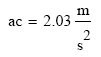 ac = 2.03 m/s²